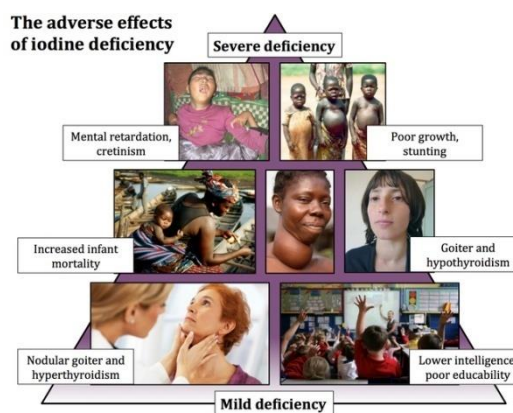 The adverse effects
of iodine deficiency
Severe deficiency
Mental retardation,
cretinism
Poor growth,
stunting
Increased infant
mortality
Goiter and
hypothyroidism
Nodular goiter and
hyperthyroidism
Lower intelligence
poor educability
Mild deficiency